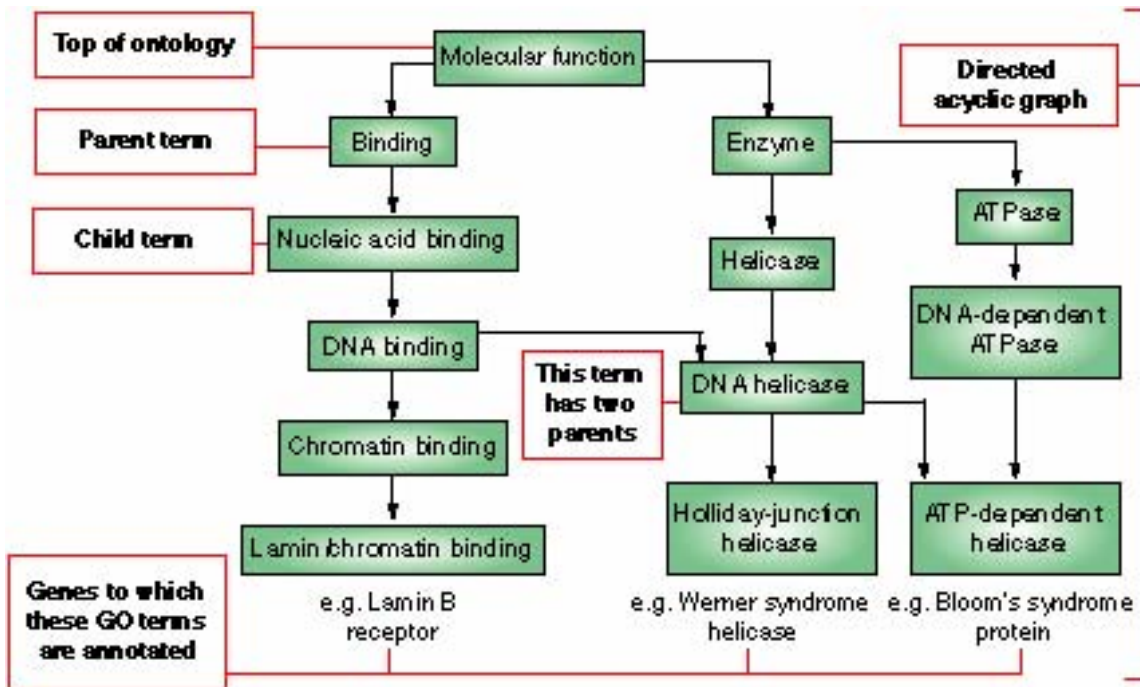 Top of ontology
Molecular function
Directed
acyclic graph
Parent term
Binding
Enzyme
ATPase
Child term
Nucleic acid binding
Helicase
DNA binding
DNA-dependent
ATPase
This term
has two
parents
DNA helicase
Chromatin binding
Holliday-junction
helicase
ATP-dependent
helicase
Lamin/chromatin binding
Genes to which
these GO terms
are annotated
e.g. Lamin B
receptor
e.g. Werner syndrome
helicase
e.g. Bloom's syndrome
protein